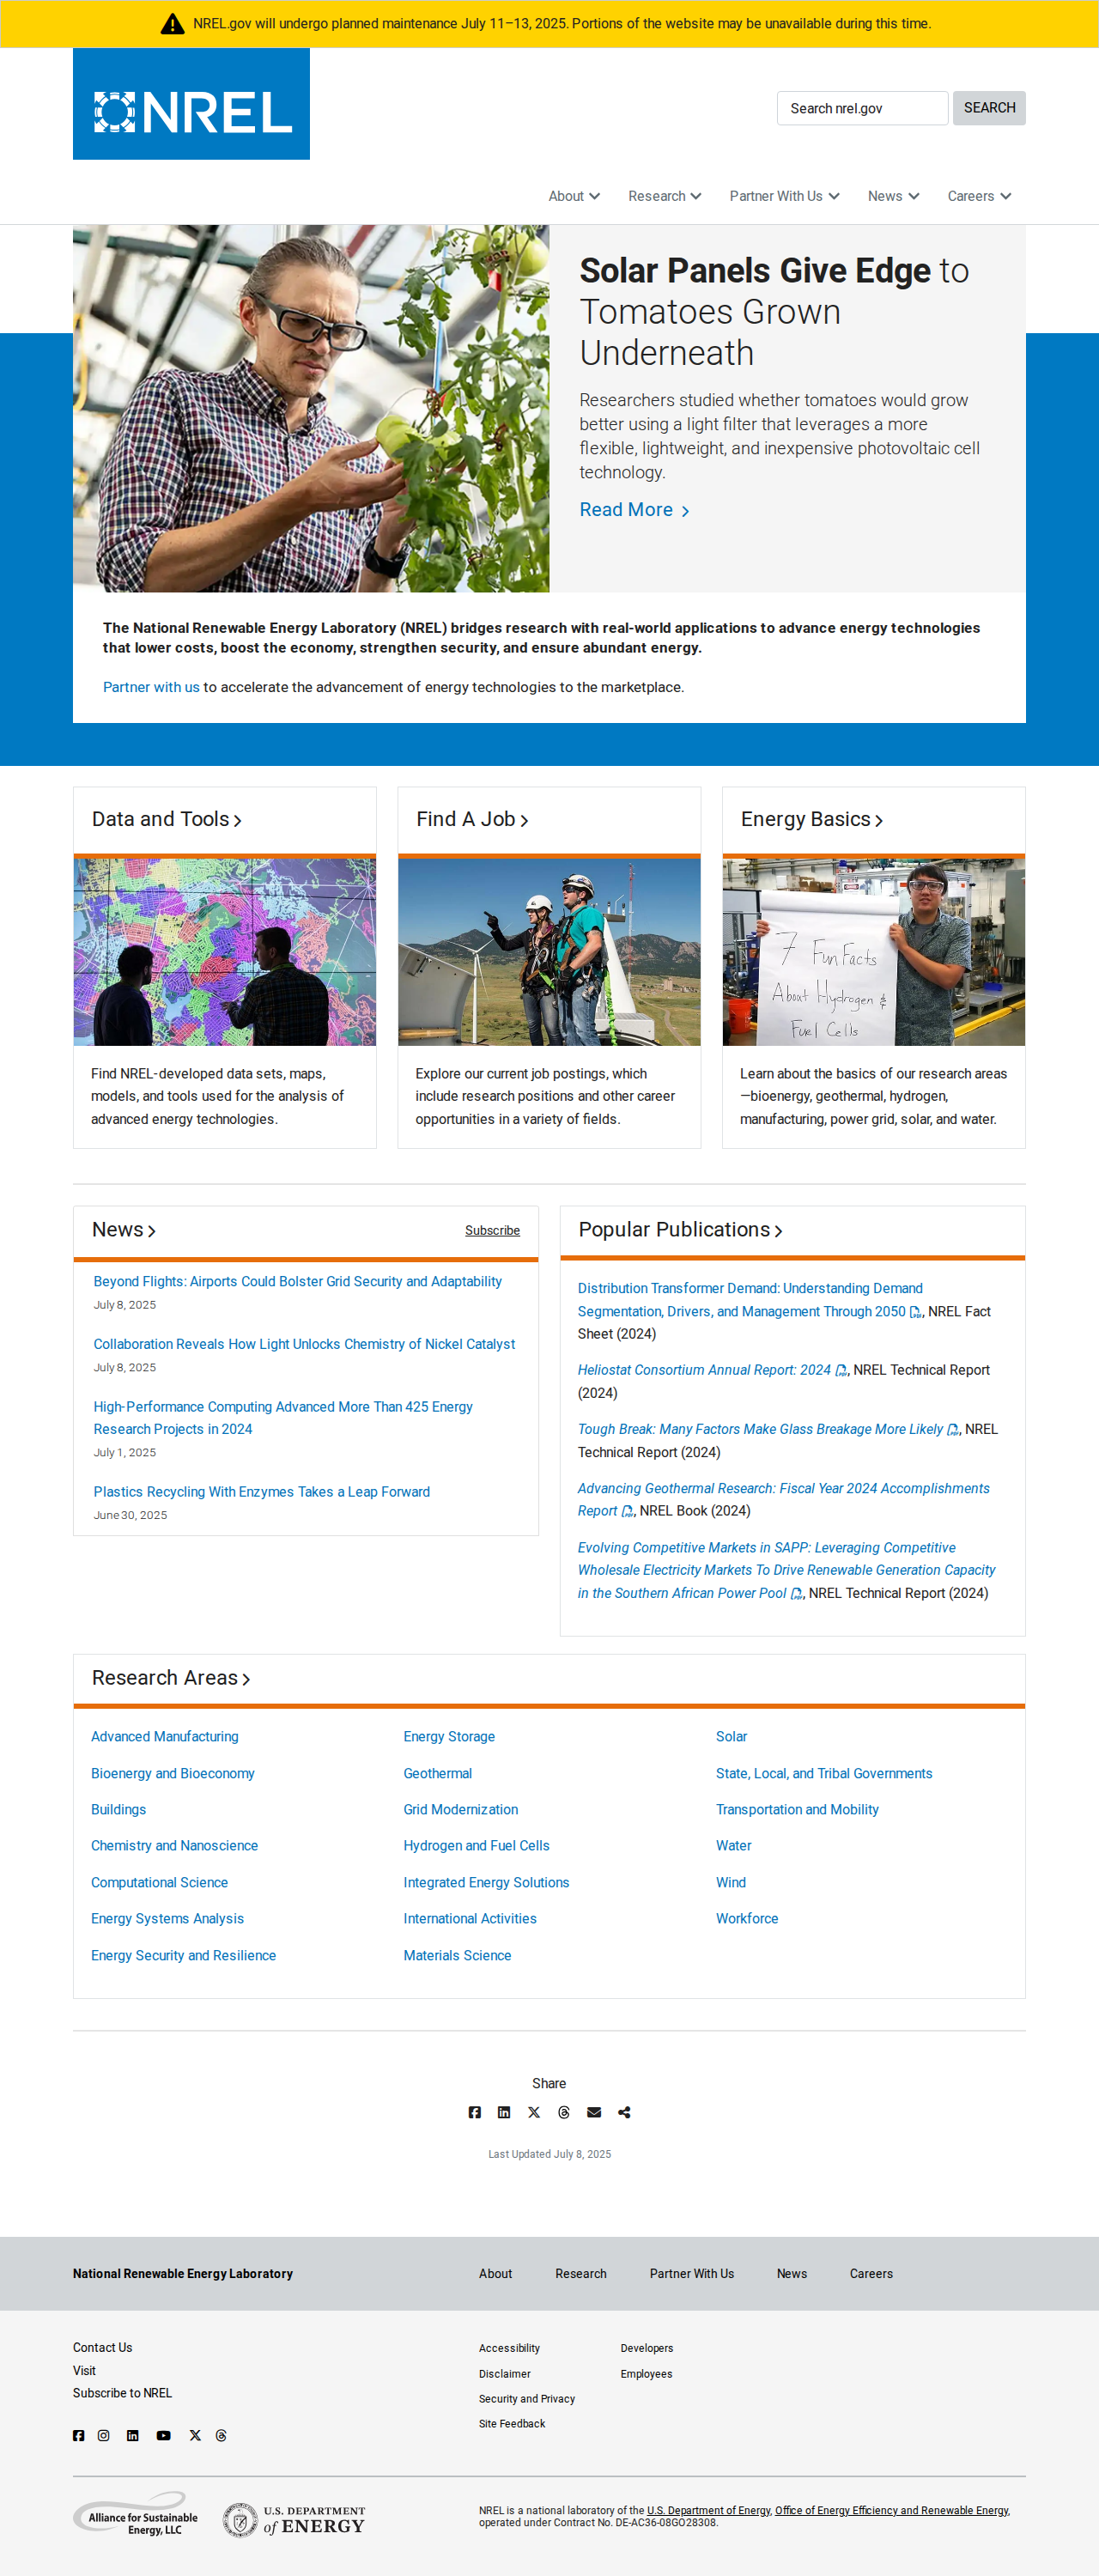 NREL.gov will undergo planned maintenance July 11–13, 2025. Portions of the website may be unavailable during this time.
NREL
Search nrel.gov
SEARCH
About
Research
Partner With Us
News
Careers
Solar Panels Give Edge to
Tomatoes Grown
Underneath
Researchers studied whether tomatoes would grow
better using a light filter that leverages a more
flexible, lightweight, and inexpensive photovoltaic cell
technology.
Read More
The National Renewable Energy Laboratory (NREL) bridges research with real-world applications to advance energy technologies
that lower costs, boost the economy, strengthen security, and ensure abundant energy.
Partner with us to accelerate the advancement of energy technologies to the marketplace.
Data and Tools
Find NREL-developed data sets, maps,
models, and tools used for the analysis of
advanced energy technologies.
Find A Job
Explore our current job postings, which
include research positions and other career
opportunities in a variety of fields.
Energy Basics
7 Fun Facts
About Hydrogen &
Fuel Cells
Learn about the basics of our research areas
—bioenergy, geothermal, hydrogen,
manufacturing, power grid, solar, and water.
News
Subscribe
Beyond Flights: Airports Could Bolster Grid Security and Adaptability
July 8, 2025
Collaboration Reveals How Light Unlocks Chemistry of Nickel Catalyst
July 8, 2025
High-Performance Computing Advanced More Than 425 Energy
Research Projects in 2024
July 1, 2025
Plastics Recycling With Enzymes Takes a Leap Forward
June 30, 2025
Popular Publications
Distribution Transformer Demand: Understanding Demand
Segmentation, Drivers, and Management Through 2050 , NREL Fact
Sheet (2024)
Heliostat Consortium Annual Report: 2024 , NREL Technical Report
(2024)
Tough Break: Many Factors Make Glass Breakage More Likely , NREL
Technical Report (2024)
Advancing Geothermal Research: Fiscal Year 2024 Accomplishments
Report , NREL Book (2024)
Evolving Competitive Markets in SAPP: Leveraging Competitive
Wholesale Electricity Markets To Drive Renewable Generation Capacity
in the Southern African Power Pool , NREL Technical Report (2024)
Research Areas
Advanced Manufacturing
Bioenergy and Bioeconomy
Buildings
Chemistry and Nanoscience
Computational Science
Energy Systems Analysis
Energy Security and Resilience
Energy Storage
Geothermal
Grid Modernization
Hydrogen and Fuel Cells
Integrated Energy Solutions
International Activities
Materials Science
Solar
State, Local, and Tribal Governments
Transportation and Mobility
Water
Wind
Workforce
Share
Last Updated July 8, 2025
National Renewable Energy Laboratory
About
Research
Partner With Us
News
Careers
Contact Us
Visit
Subscribe to NREL
Accessibility
Disclaimer
Security and Privacy
Site Feedback
Developers
Employees
Alliance for Sustainable
Energy, LLC
U.S. DEPARTMENT
of ENERGY
NREL is a national laboratory of the U.S. Department of Energy, Office of Energy Efficiency and Renewable Energy,
operated under Contract No. DE-AC36-08GO28308.